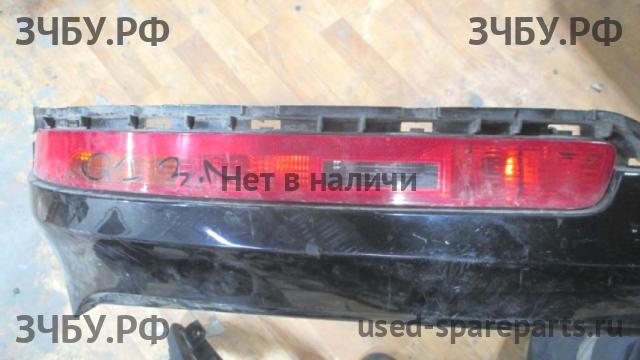 ЗЧБУ.РФ ЗЧБУ.РФ
Нет в наличи
ЗЧБУ.РФ used-spareparts.ru